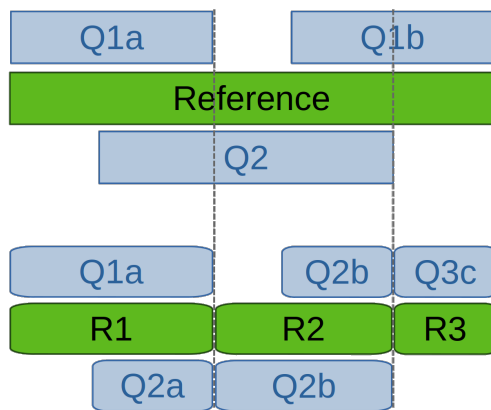 Q1a Q1b
Reference
Q2
Q1a Q2b Q3c
R1 R2 R3
Q2a Q2b